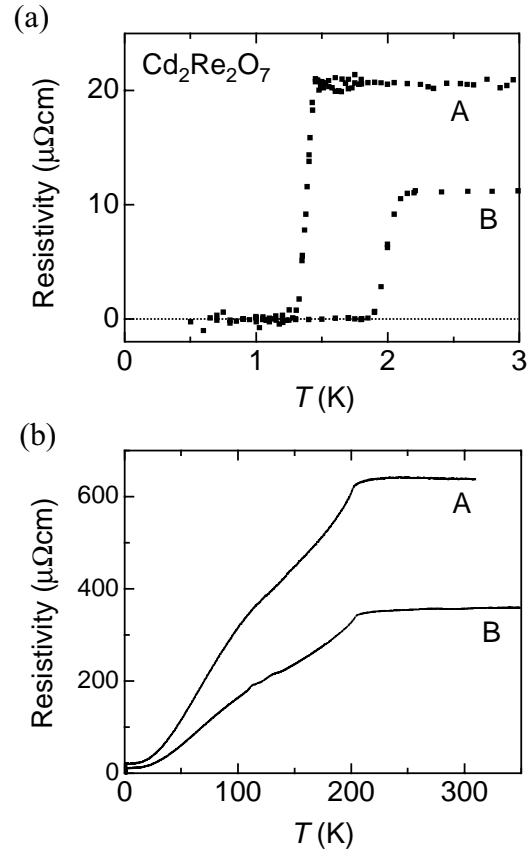 (a)
Cd₂Re₂O₇
Resistivity (μΩcm)
20
10
0
A
B
0 1 2 3
T (K)
(b)
Resistivity (μΩcm)
600
400
200
0
A
B
0 100 200 300
T (K)